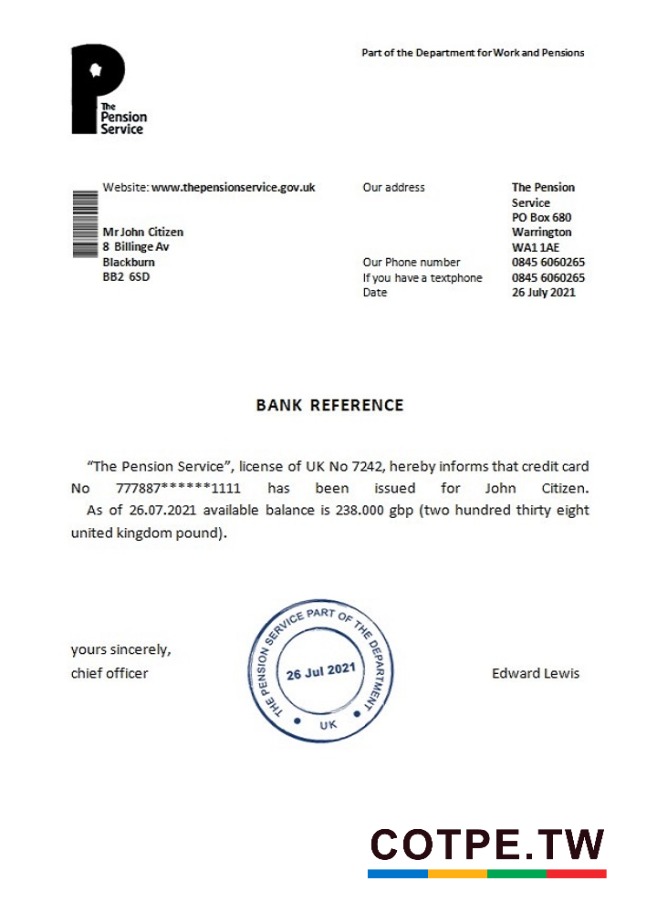 Part of the Department for Work and Pensions
The
Pension
Service
Website: www.thepensionservice.gov.uk
Mr John Citizen
8 Billinge Av
Blackburn
BB2 6SD
Our address
The Pension
Service
PO Box 680
Warrington
WA1 1AE
Our Phone number 0845 6060265
If you have a textphone 0845 6060265
Date 26 July 2021
BANK REFERENCE
“The Pension Service”, license of UK No 7242, hereby informs that credit card
No 777887******1111 has been issued for John Citizen.
As of 26.07.2021 available balance is 238.000 gbp (two hundred thirty eight
united kingdom pound).
yours sincerely,
chief officer
THE PENSION SERVICE PART OF THE DEPARTMENT
26 Jul 2021
UK
Edward Lewis
COTPE.TW